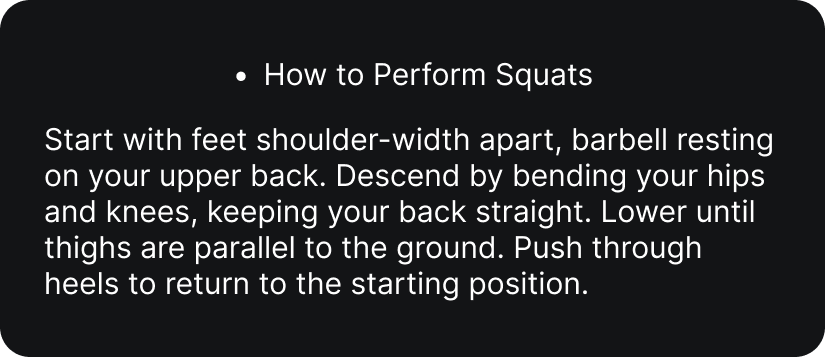 • How to Perform Squats
Start with feet shoulder-width apart, barbell resting
on your upper back. Descend by bending your hips
and knees, keeping your back straight. Lower until
thighs are parallel to the ground. Push through
heels to return to the starting position.